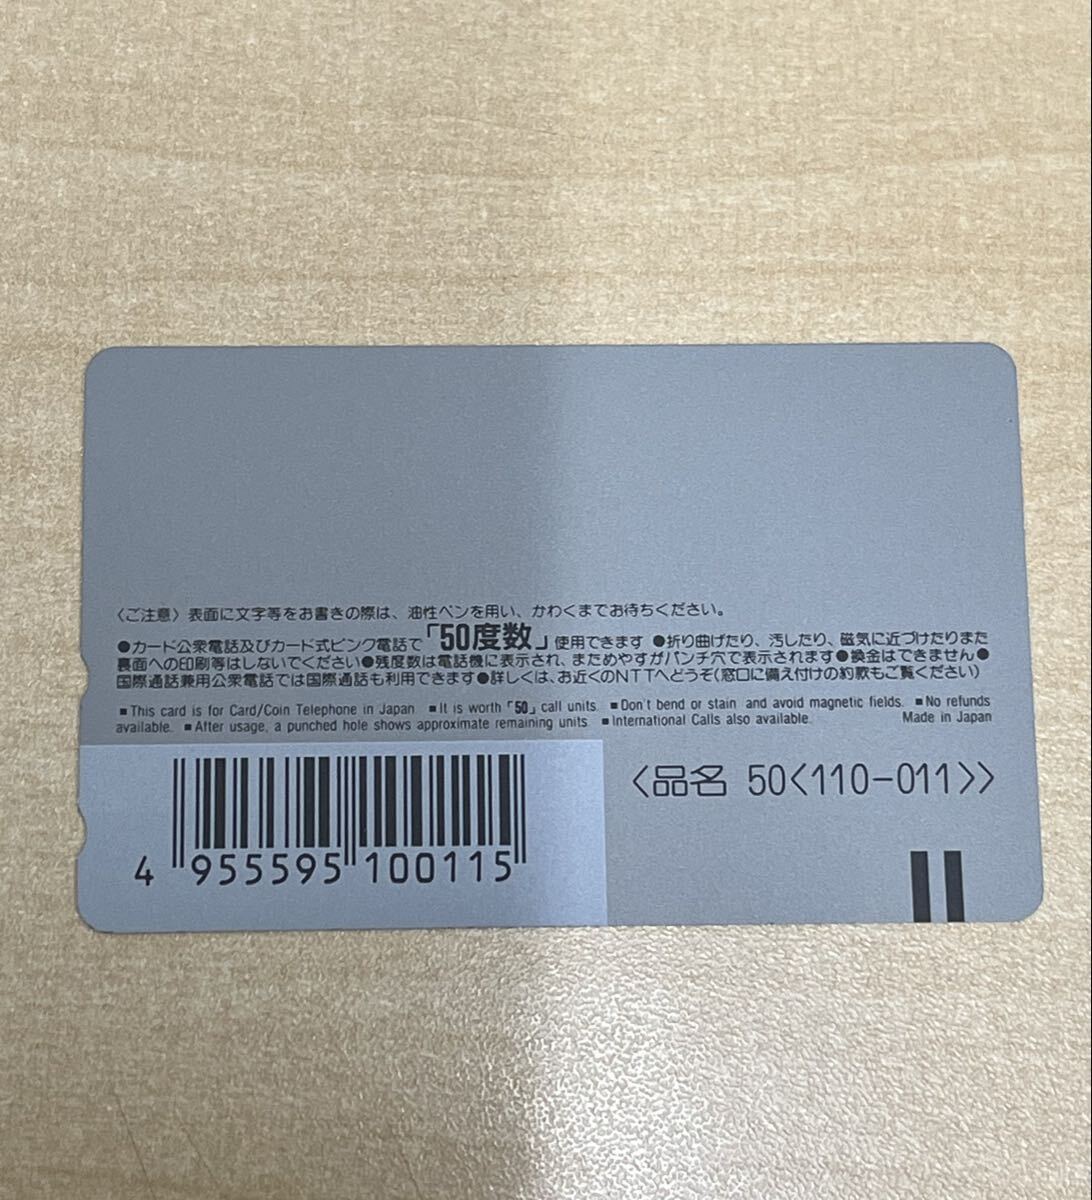 〈ご注意〉表面に文字等をお書きの際は、油性ペンを用い、かわくまでお待ちください。
●カード公衆電話及びカード式ピンク電話で「50度数」使用できます ●折り曲げたり、汚したり、磁気に近づけたりまた
裏面への印刷等はしないでください●残度数は電話機に表示され、まためやすがパンチ穴で表示されます●換金はできません●
国際通話兼用公衆電話では国際通話も利用できます●詳しくは、お近くのNTTへどうぞ(窓口に備え付けの約款もご覧ください)
■This card is for Card/Coin Telephone in Japan. ■It is worth「50」call units. ■Don't bend or stain and avoid magnetic fields. ■No refunds
available. ■After usage, a punched hole shows approximate remaining units. ■International Calls also available. Made in Japan
〈品名 50〈110-011〉〉
4 955595 100115